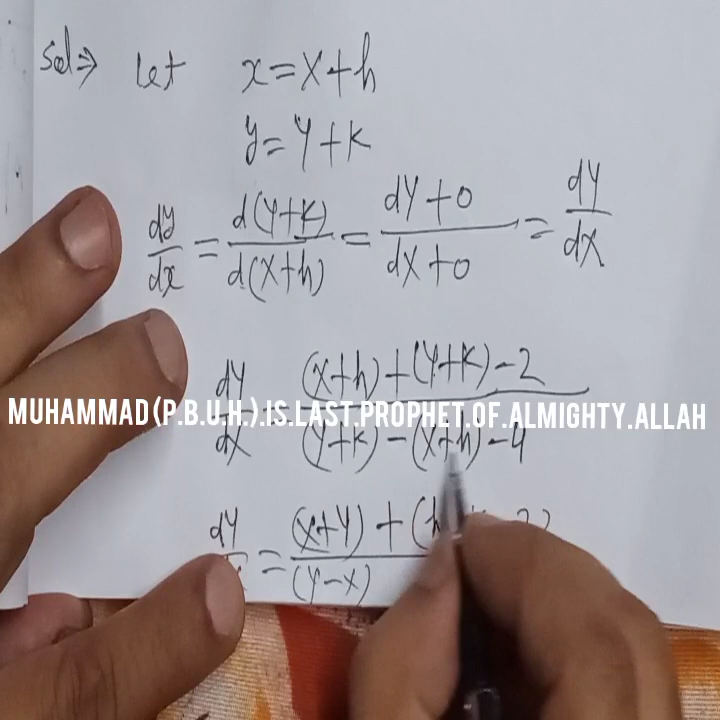 Sol⇒ Let x=X+h
y=Y+k
dy/dx = d(Y+k)/d(X+h) = dY+0/dX+0 = dY/dX
dY/dX = (X+h)+(Y+k)-2/(Y+k)-(X+h)-4
MUHAMMAD(P.B.U.H.).IS.LAST.PROPHET.OF.ALMIGHTY.ALLAH
dY = (X+Y)+(h -2)/(Y-X)